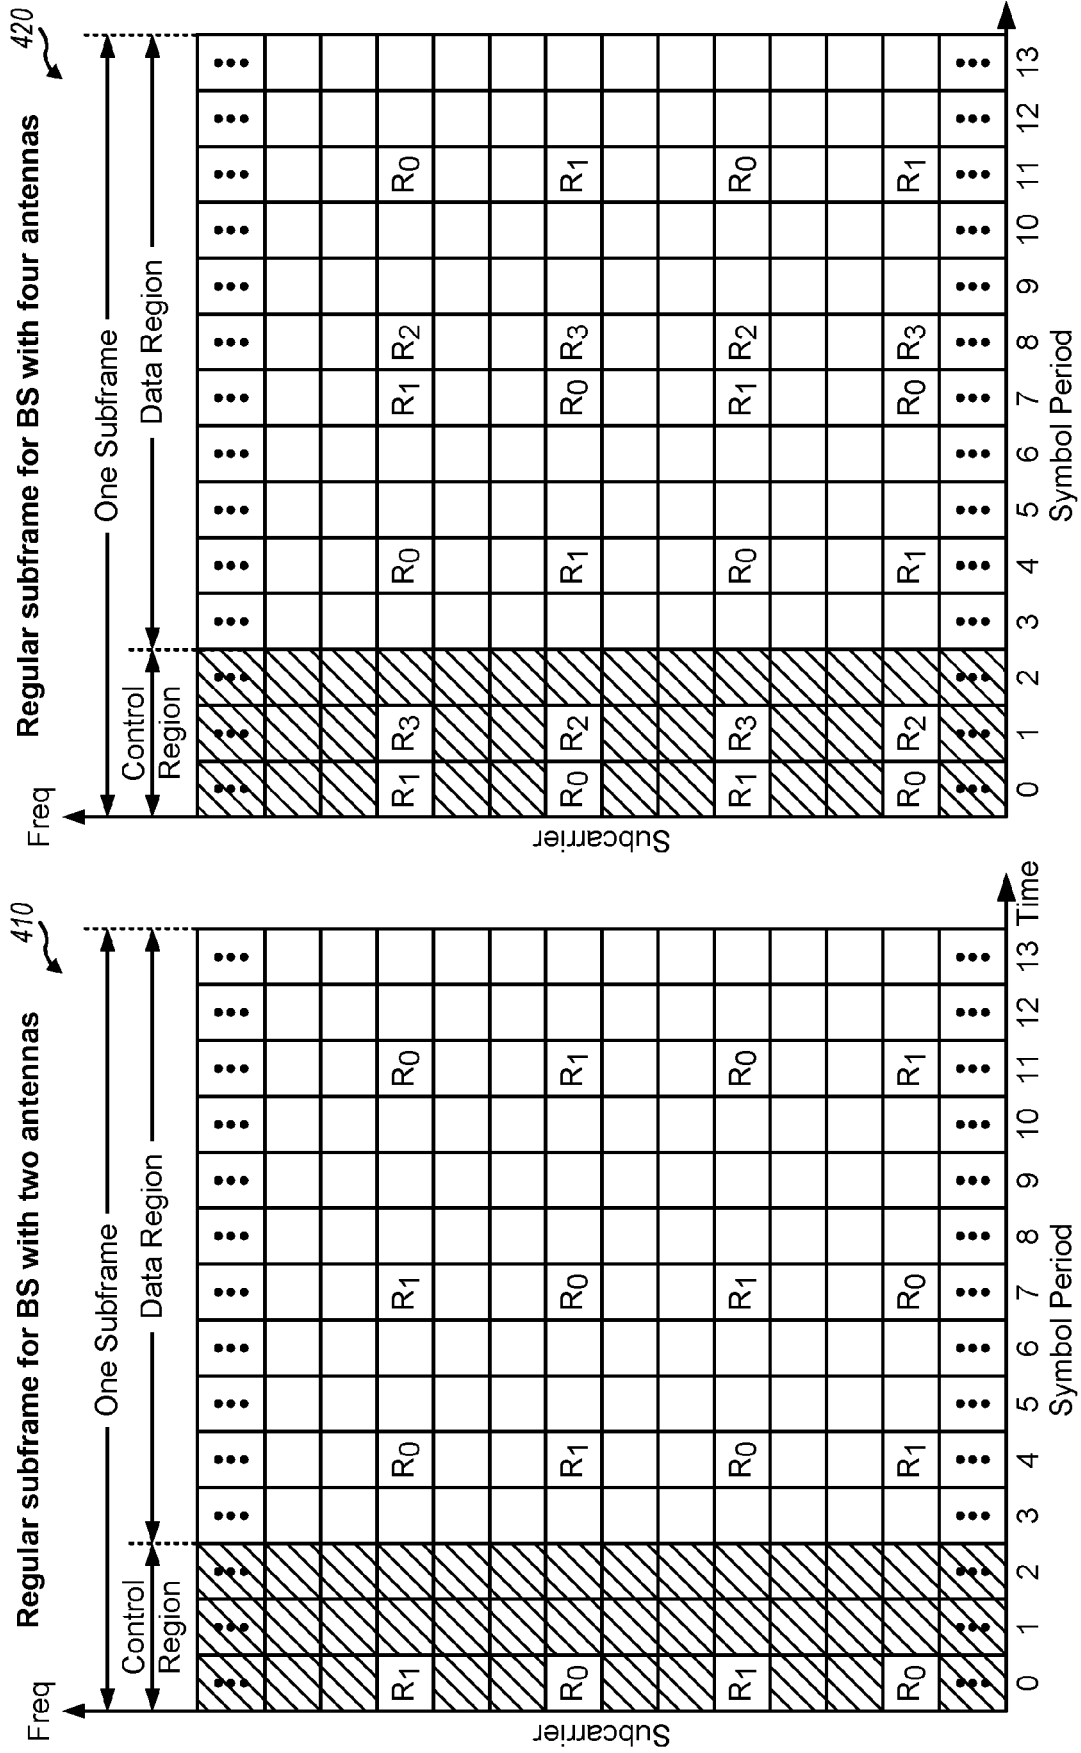 Regular subframe for BS with two antennas
410
Freq
One Subframe
Control
Region
Data Region
••• ••• ••• ••• ••• ••• ••• ••• ••• ••• ••• ••• ••• •••
R1 R0 R1 R0
R0 R1 R0 R1
R1 R0 R1 R0
R0 R1 R0 R1
••• ••• ••• ••• ••• ••• ••• ••• ••• ••• ••• ••• ••• •••
Subcarrier
0 1 2 3 4 5 6 7 8 9 10 11 12 13
Time
Symbol Period
Regular subframe for BS with four antennas
420
Freq
One Subframe
Control
Region
Data Region
••• ••• ••• ••• ••• ••• ••• ••• ••• ••• ••• ••• ••• •••
R1 R3 R0 R1 R2 R0
R0 R2 R1 R0 R3 R1
R1 R3 R0 R1 R2 R0
R0 R2 R1 R0 R3 R1
••• ••• ••• ••• ••• ••• ••• ••• ••• ••• ••• ••• ••• •••
Subcarrier
0 1 2 3 4 5 6 7 8 9 10 11 12 13
Symbol Period